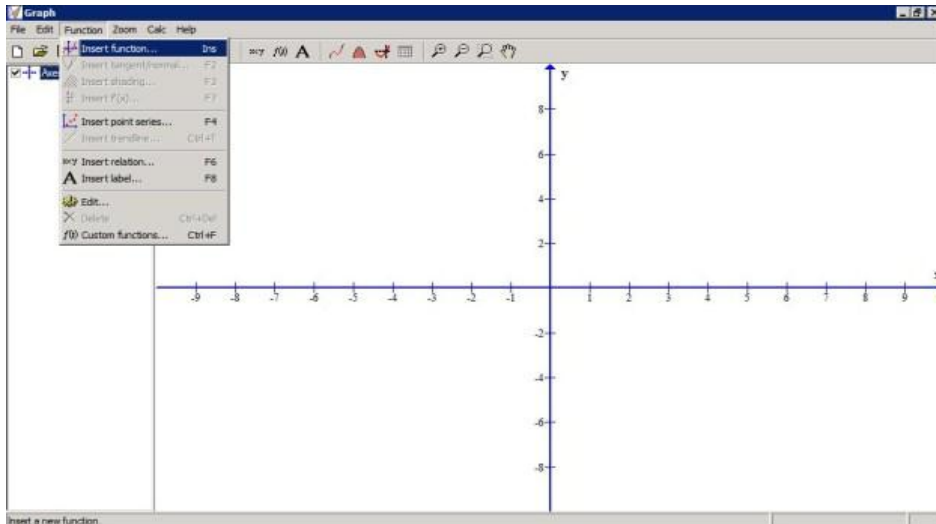 Graph
File Edit Function Zoom Calc Help
Insert function... Ins
Insert tangent/normal... F2
Insert shading... F3
Insert f'(x)... F7
Insert point series... F4
Insert trendline... Ctrl+T
Insert relation... F6
Insert label... F8
Edit...
Delete Ctrl+Del
f(x) Custom functions... Ctrl+F
Axes
y
8
6
4
2
-9 -8 -7 -6 -5 -4 -3 -2 -1 1 2 3 4 5 6 7 8 9
-2
-4
-6
-8
Insert a new function